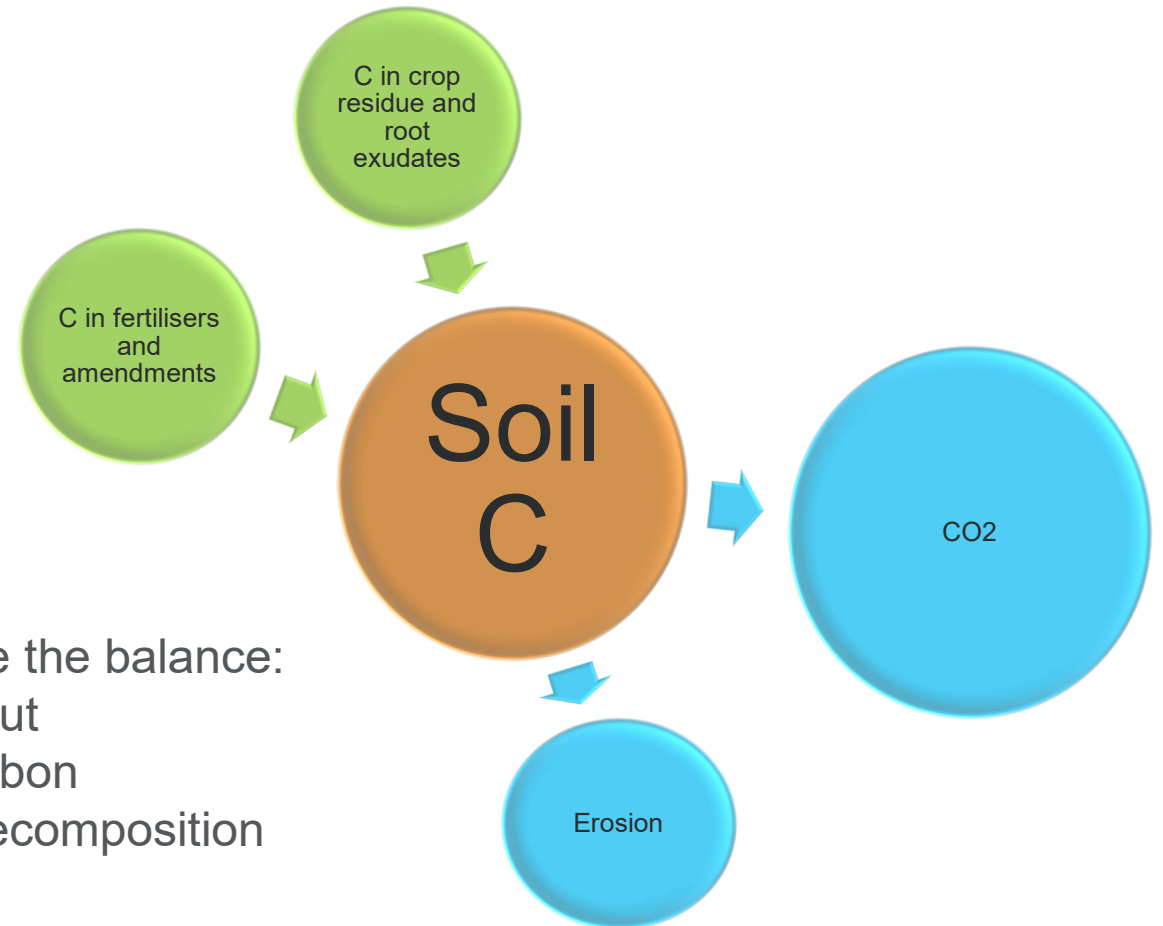 C in crop
residue and
root
exudates
C in fertilisers
and
amendments
Soil
C
CO2
e the balance:
ut
bon
ecomposition
Erosion